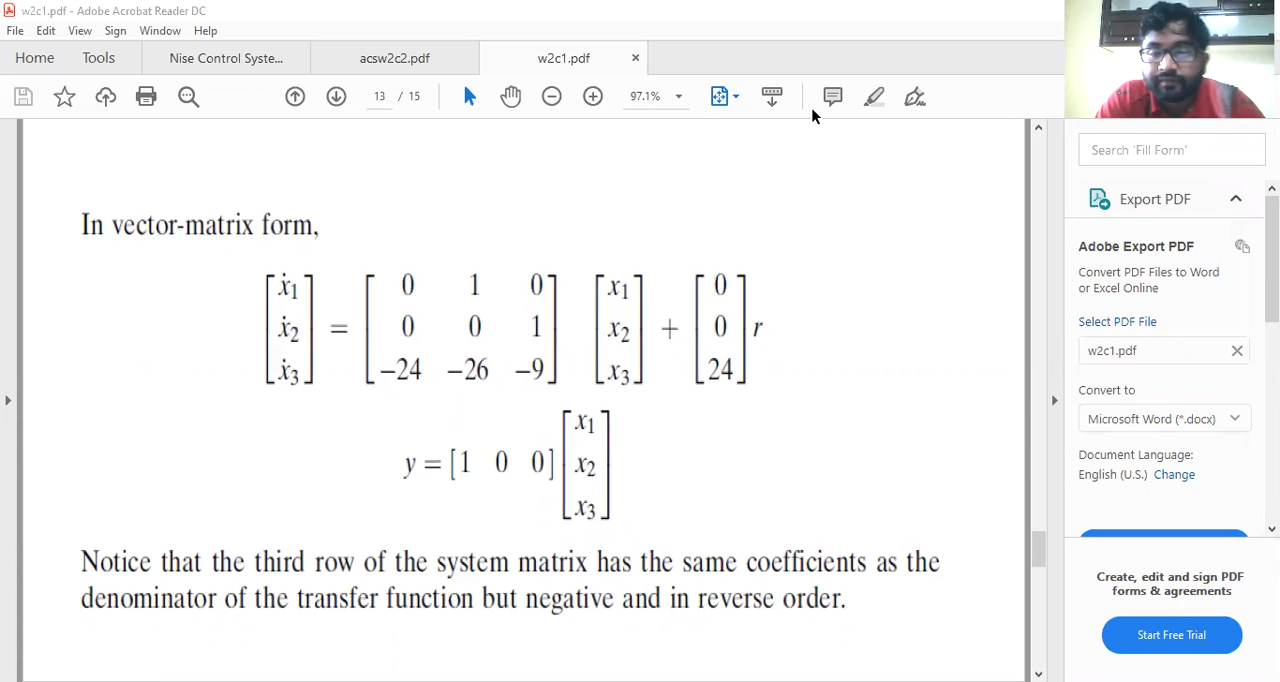 w2c1.pdf - Adobe Acrobat Reader DC
File Edit View Sign Window Help
Home Tools Nise Control Syste... acsw2c2.pdf w2c1.pdf ×
13 / 15 97.1%
Search 'Fill Form'
Export PDF
Adobe Export PDF
Convert PDF Files to Word
or Excel Online
Select PDF File
w2c1.pdf ×
Convert to
Microsoft Word (*.docx)
Document Language:
English (U.S.) Change
Create, edit and sign PDF
forms & agreements
Start Free Trial
In vector-matrix form,
[ẋ1] = [0 1 0] [x1] + [0]
[ẋ2] [0 0 1] [x2] [0] r
[ẋ3] [−24 −26 −9] [x3] [24]
y = [1 0 0] [x1
x2
x3]
Notice that the third row of the system matrix has the same coefficients as the
denominator of the transfer function but negative and in reverse order.